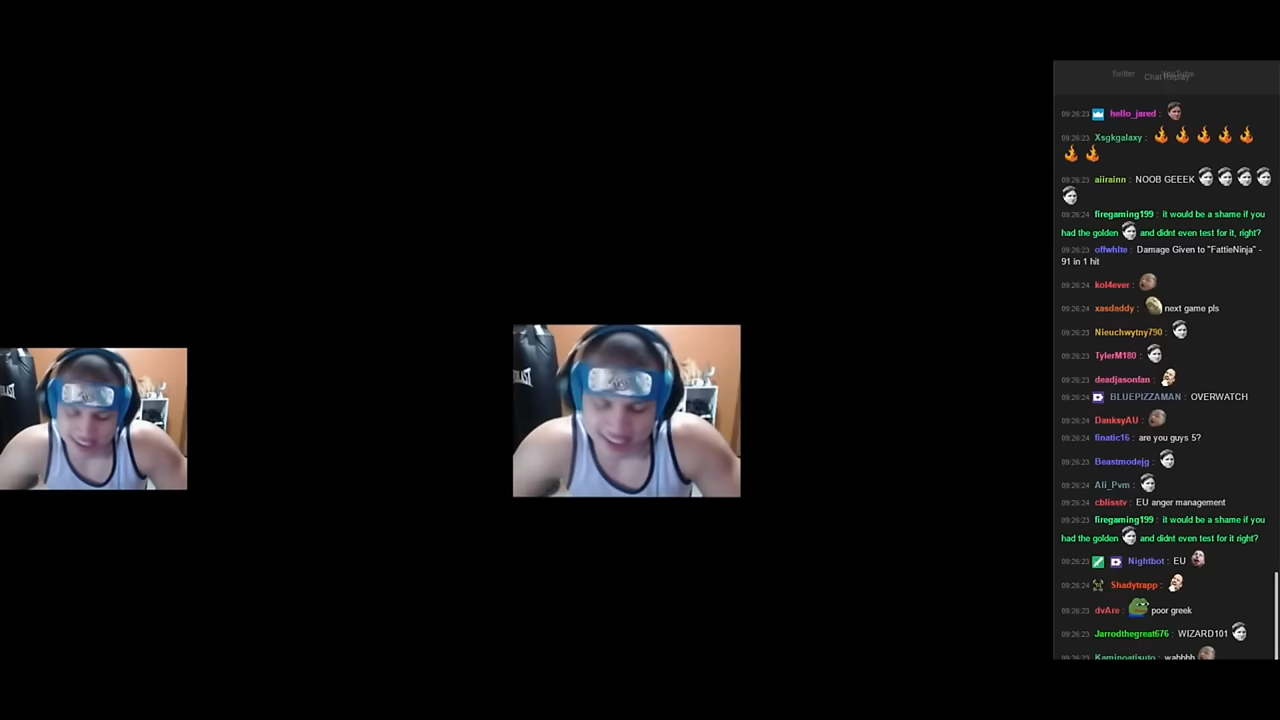 Twitter YouTube
Chat Replay
09:26:23 hello_jared :
09:26:23 Xsgkgalaxy :
09:26:23 aiirainn : NOOB GEEEK
09:26:24 firegaming199 : it would be a shame if you
had the golden and didnt even test for it, right?
09:26:23 offwhlte : Damage Given to "FattieNinja" -
91 in 1 hit
09:26:24 kol4ever :
09:26:24 xasdaddy : next game pls
09:26:23 Nieuchwytny790 :
09:26:23 TylerM180 :
09:26:23 deadjasonfan :
09:26:24 BLUEPIZZAMAN : OVERWATCH
09:26:24 DanksyAU :
09:26:24 finatic16 : are you guys 5?
09:26:23 Beastmodejg :
09:26:24 Ali_Pvm :
09:26:24 cblisstv : EU anger management
09:26:23 firegaming199 : it would be a shame if you
had the golden and didnt even test for it right?
09:26:23 Nightbot : EU
09:26:24 Shadytrapp :
09:26:23 dvAre : poor greek
09:26:23 Jarrodthegreat676 : WIZARD101
09:26:23 Kaminoatisuto : wahhhh